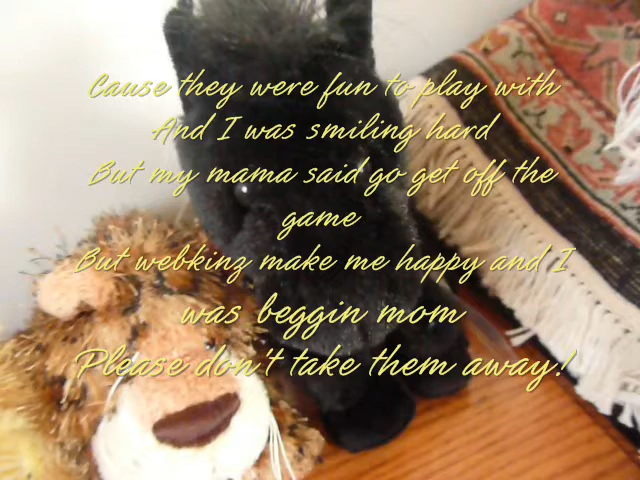 Cause they were fun to play with
And I was smiling hard
But my mama said go get off the
game
But webkinz make me happy and I
was beggin mom
Please don't take them away!